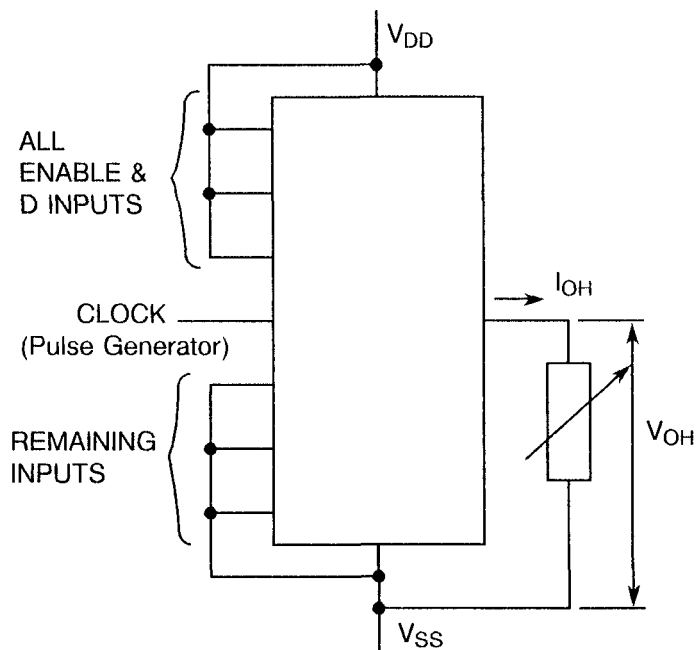 VDD
ALL
ENABLE &
D INPUTS
IOH
CLOCK
(Pulse Generator)
VOH
REMAINING
INPUTS
VSS